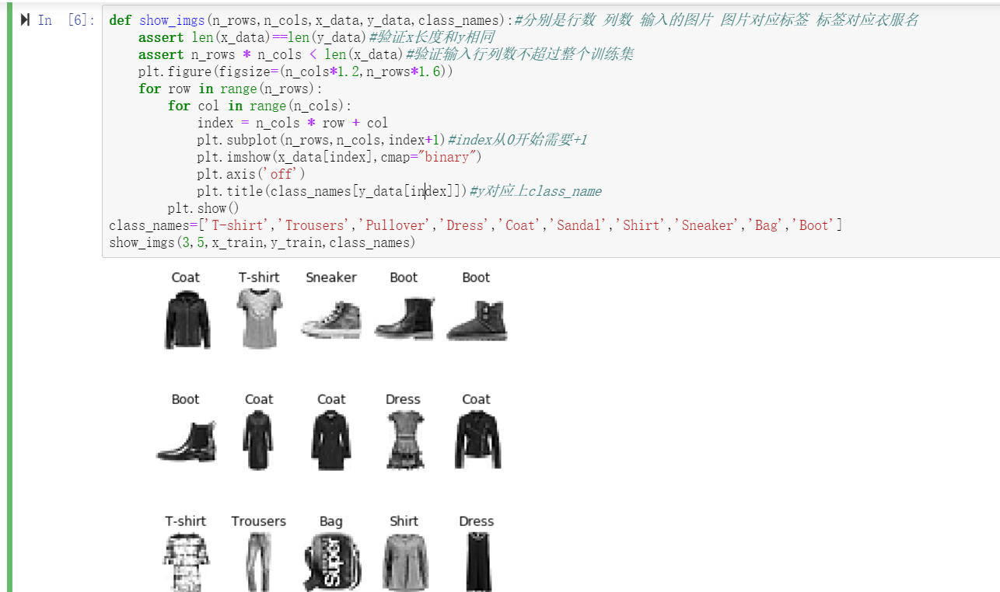 In [6]:
def show_imgs(n_rows,n_cols,x_data,y_data,class_names):#分别是行数 列数 输入的图片 图片对应标签 标签对应衣服名
    assert len(x_data)==len(y_data)#验证x长度和y相同
    assert n_rows * n_cols < len(x_data)#验证输入行列数不超过整个训练集
    plt.figure(figsize=(n_cols*1.2,n_rows*1.6))
    for row in range(n_rows):
        for col in range(n_cols):
            index = n_cols * row + col
            plt.subplot(n_rows,n_cols,index+1)#index从0开始需要+1
            plt.imshow(x_data[index],cmap="binary")
            plt.axis('off')
            plt.title(class_names[y_data[index]])#y对应上class_name
        plt.show()
class_names=['T-shirt','Trousers','Pullover','Dress','Coat','Sandal','Shirt','Sneaker','Bag','Boot']
show_imgs(3,5,x_train,y_train,class_names)
Coat T-shirt Sneaker Boot Boot
Boot Coat Coat Dress Coat
T-shirt Trousers Bag Shirt Dress